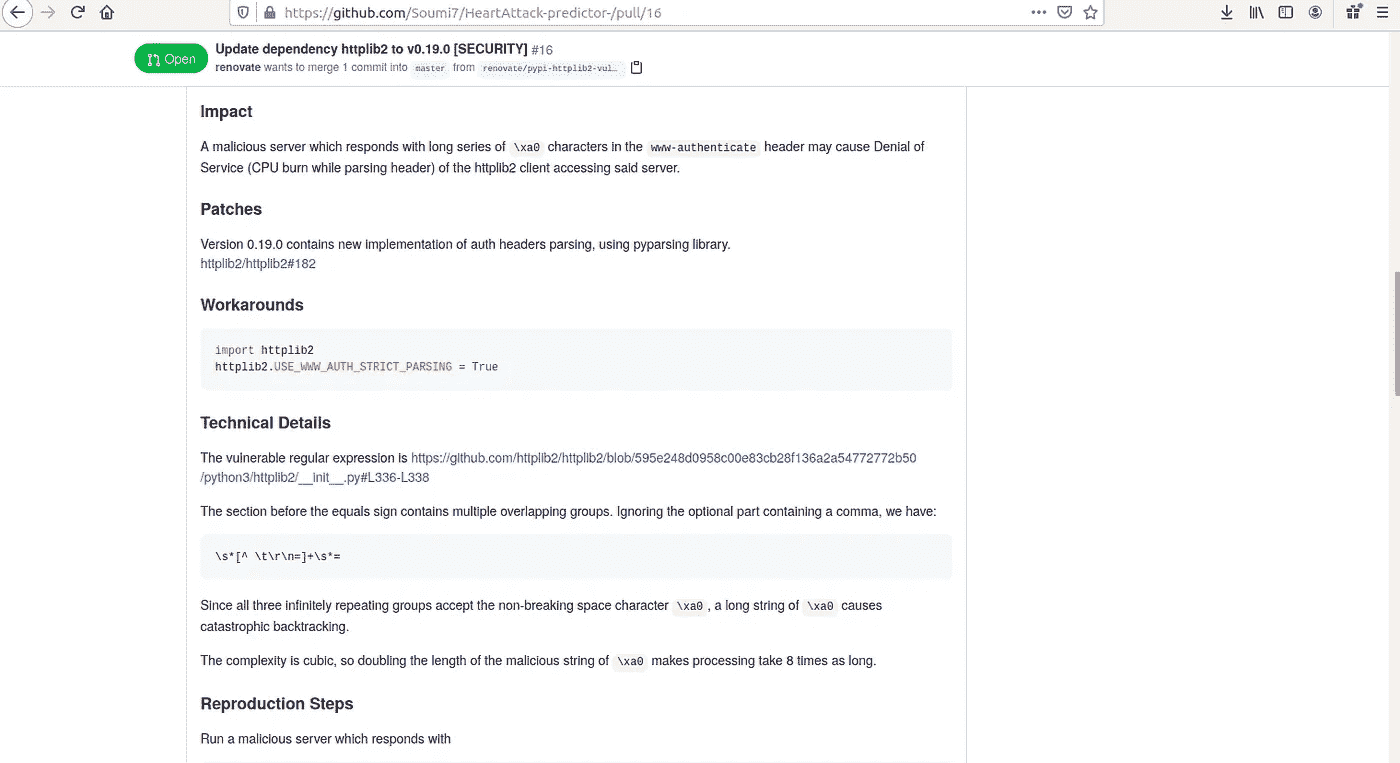 https://github.com/Soumi7/HeartAttack-predictor-/pull/16
Open
Update dependency httplib2 to v0.19.0 [SECURITY] #16
renovate wants to merge 1 commit into master from renovate/pypi-httplib2-vul…
Impact
A malicious server which responds with long series of \xa0 characters in the www-authenticate header may cause Denial of
Service (CPU burn while parsing header) of the httplib2 client accessing said server.
Patches
Version 0.19.0 contains new implementation of auth headers parsing, using pyparsing library.
httplib2/httplib2#182
Workarounds
import httplib2
httplib2.USE_WWW_AUTH_STRICT_PARSING = True
Technical Details
The vulnerable regular expression is https://github.com/httplib2/httplib2/blob/595e248d0958c00e83cb28f136a2a54772772b50
/python3/httplib2/__init__.py#L336-L338
The section before the equals sign contains multiple overlapping groups. Ignoring the optional part containing a comma, we have:
\s*[^ \t\r\n=]+\s*=
Since all three infinitely repeating groups accept the non-breaking space character \xa0, a long string of \xa0 causes
catastrophic backtracking.
The complexity is cubic, so doubling the length of the malicious string of \xa0 makes processing take 8 times as long.
Reproduction Steps
Run a malicious server which responds with